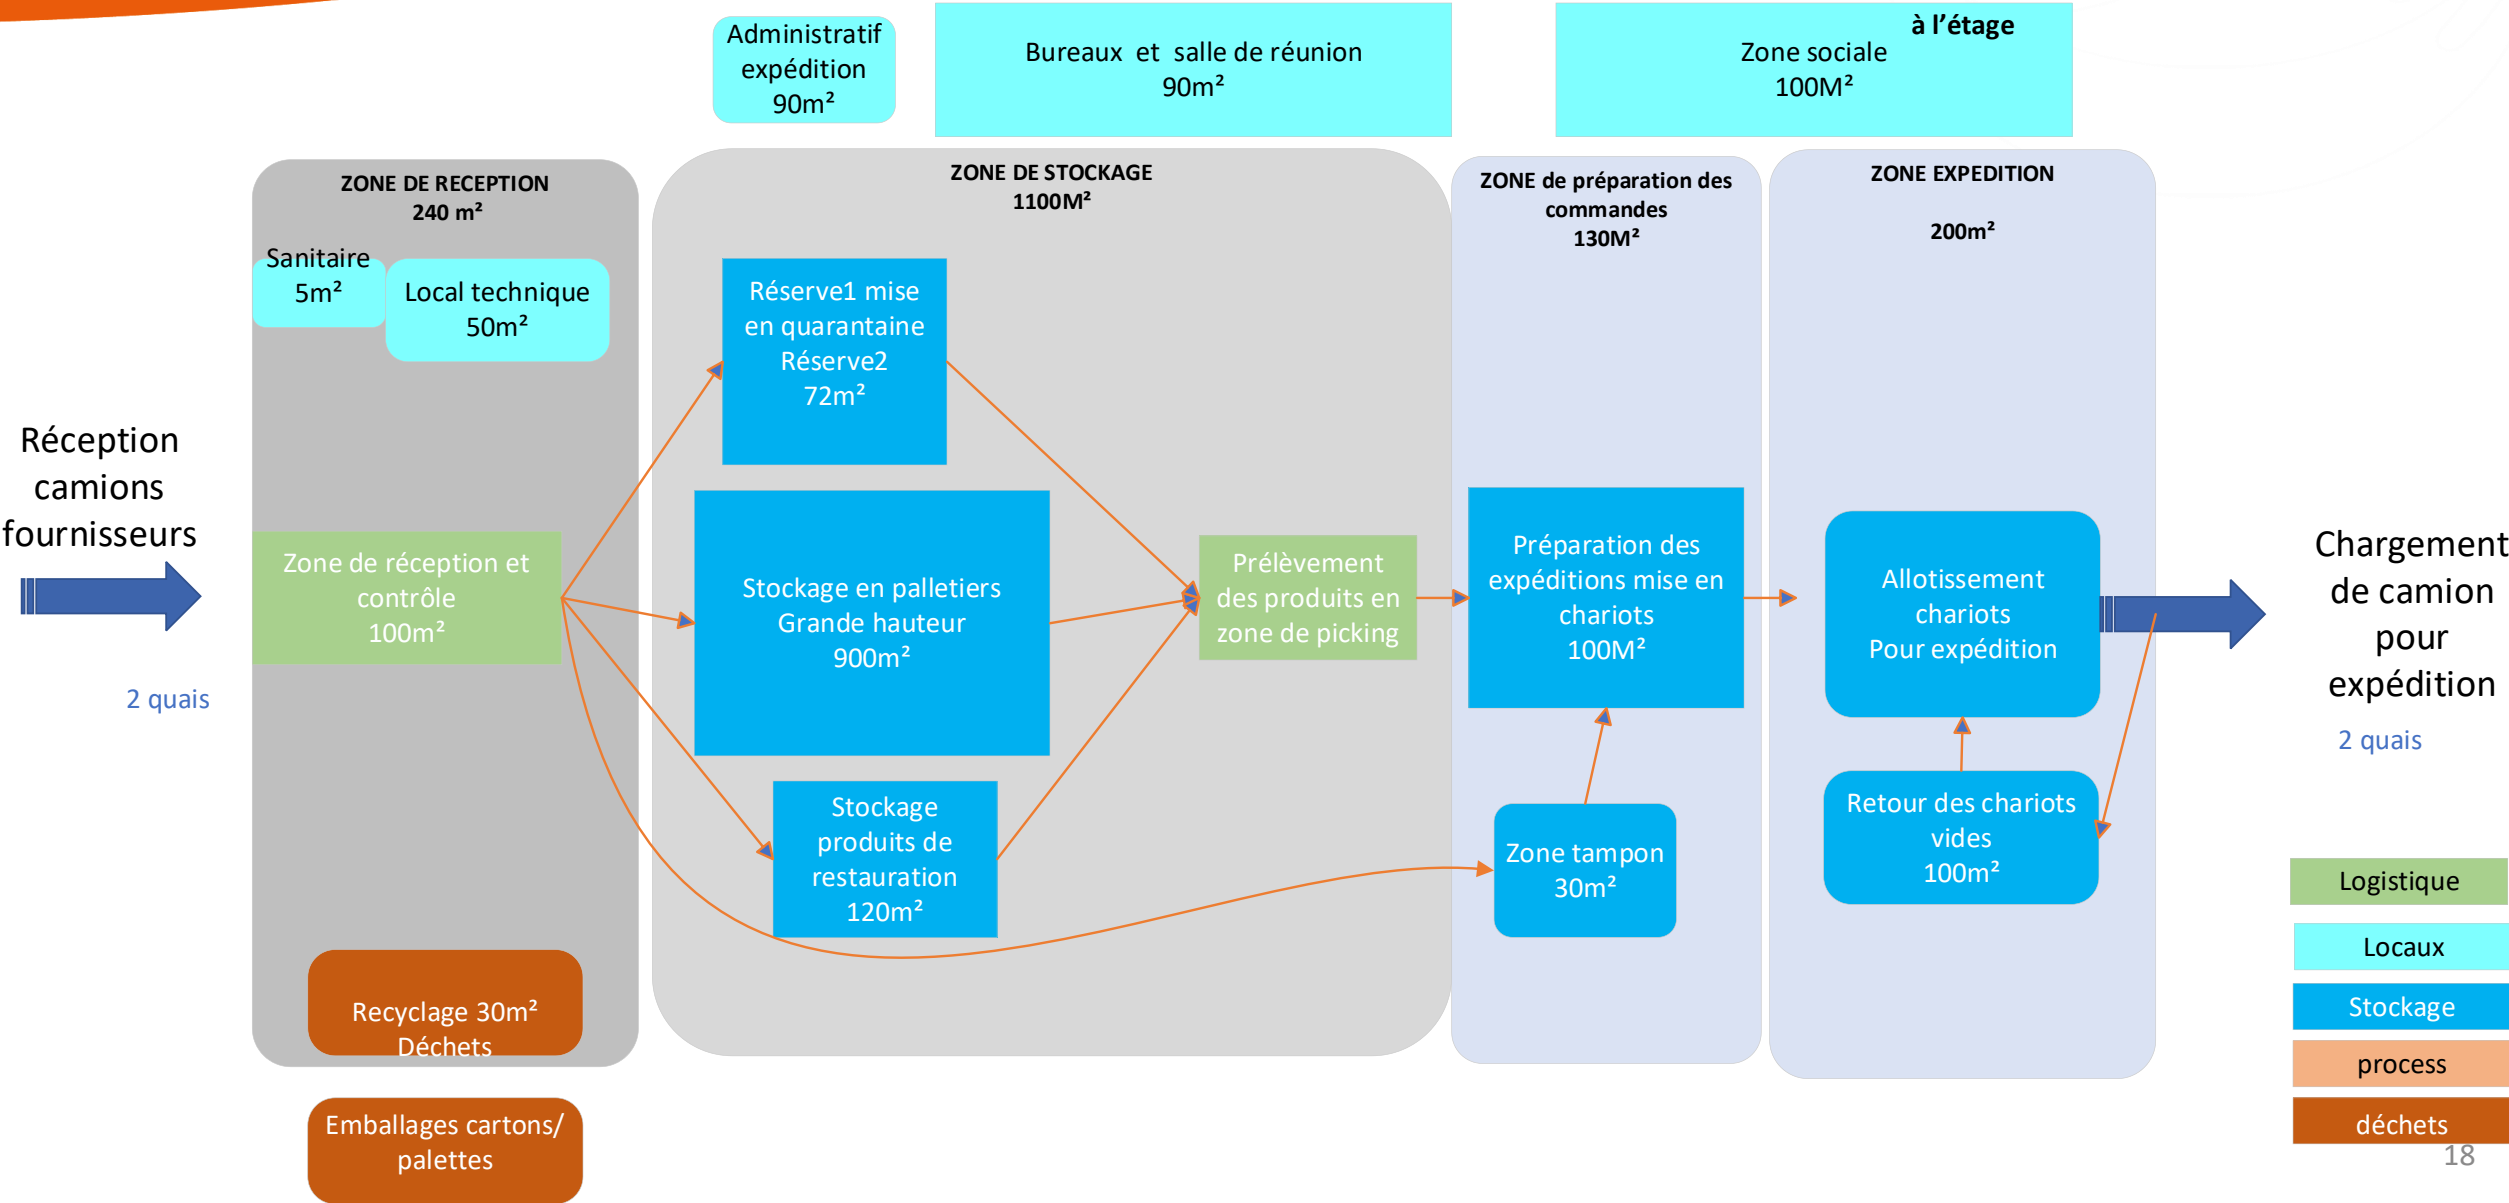 Administratif
expédition
90m²
Bureaux et salle de réunion
90m²
à l'étage
Zone sociale
100M²
ZONE DE RECEPTION
240 m²
Sanitaire
5m²
Local technique
50m²
ZONE DE STOCKAGE
1100M²
ZONE de préparation des
commandes
130M²
ZONE EXPEDITION
200m²
Réserve1 mise
en quarantaine
Réserve2
72m²
Réception
camions
fournisseurs
2 quais
Zone de réception et
contrôle
100m²
Stockage en palletiers
Grande hauteur
900m²
Prélèvement
des produits en
zone de picking
Préparation des
expéditions mise en
chariots
100M²
Allotissement
chariots
Pour expédition
Chargement
de camion
pour
expédition
2 quais
Stockage
produits de
restauration
120m²
Zone tampon
30m²
Retour des chariots
vides
100m²
Recyclage 30m²
Déchets
Emballages cartons/
palettes
Logistique
Locaux
Stockage
process
déchets
18